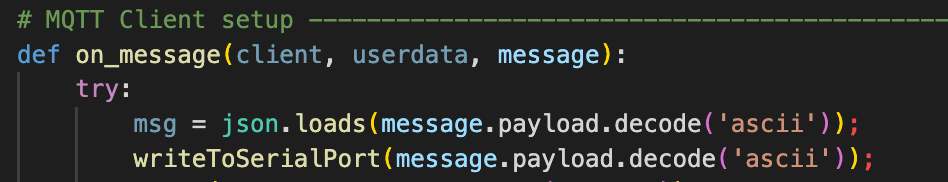 # MQTT Client setup --------------------------------------------
def on_message(client, userdata, message):
try:
msg = json.loads(message.payload.decode('ascii'));
writeToSerialPort(message.payload.decode('ascii'));